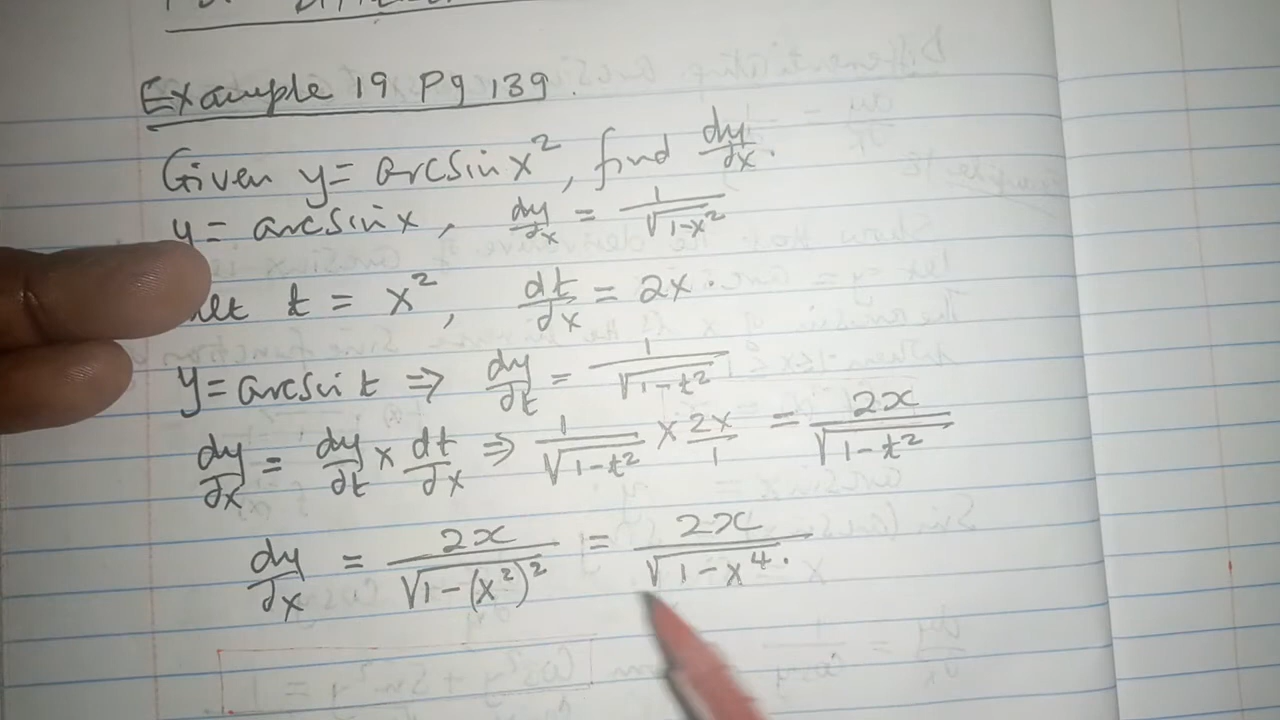 Example 19 Pg 139.
Given y = arcsin x², find dy/dx.
y = arcsin x, dy/dx = 1/√(1-x²)
let t = x², dt/dx = 2x.
y = arcsin t ⇒ dy/dt = 1/√(1-t²)
dy/dx = dy/dt × dt/dx ⇒ 1/√(1-t²) × 2x/1 = 2x/√(1-t²)
dy/dx = 2x/√(1-(x²)²) = 2x/√(1-x⁴).